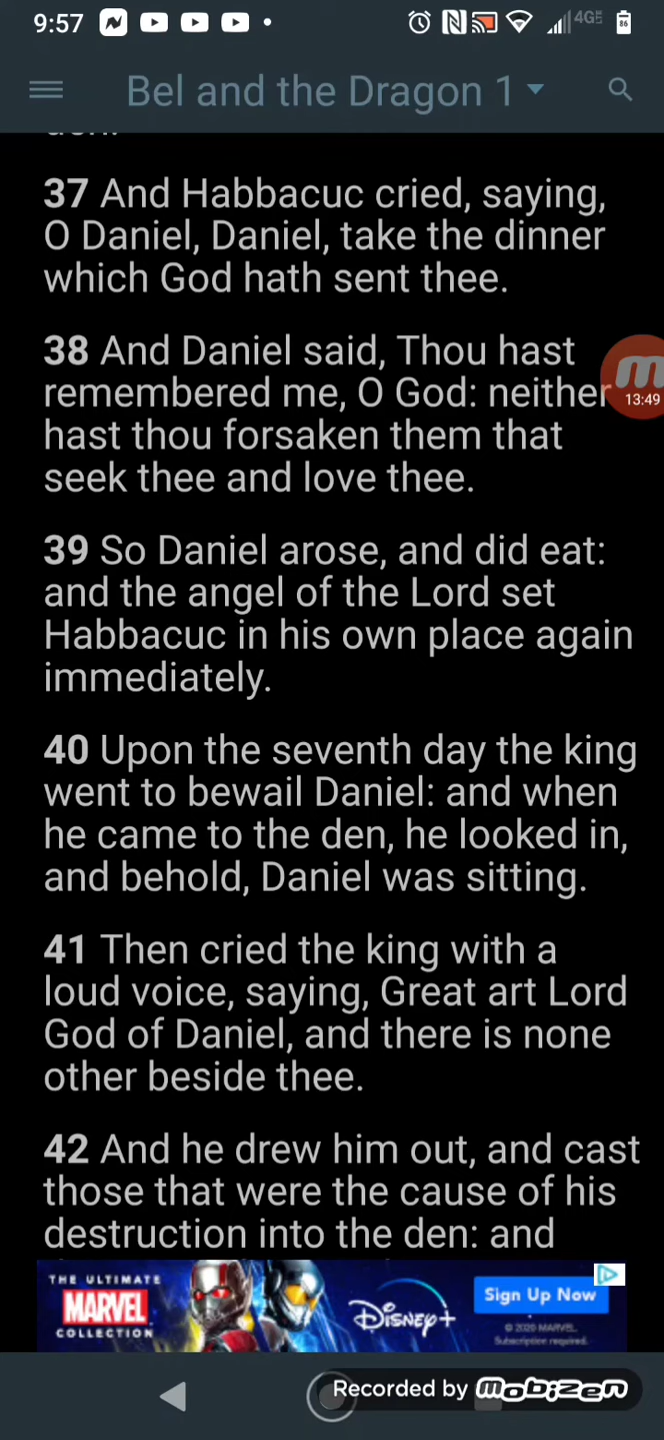 9:57
4GE
86
Bel and the Dragon 1
37 And Habbacuc cried, saying,
O Daniel, Daniel, take the dinner
which God hath sent thee.
38 And Daniel said, Thou hast
remembered me, O God: neither
hast thou forsaken them that
seek thee and love thee.
13:49
39 So Daniel arose, and did eat:
and the angel of the Lord set
Habbacuc in his own place again
immediately.
40 Upon the seventh day the king
went to bewail Daniel: and when
he came to the den, he looked in,
and behold, Daniel was sitting.
41 Then cried the king with a
loud voice, saying, Great art Lord
God of Daniel, and there is none
other beside thee.
42 And he drew him out, and cast
those that were the cause of his
destruction into the den: and
THE ULTIMATE
MARVEL
COLLECTION
Disney+
Sign Up Now
© 2020 MARVEL
Subscription required.
Recorded by Mobizen